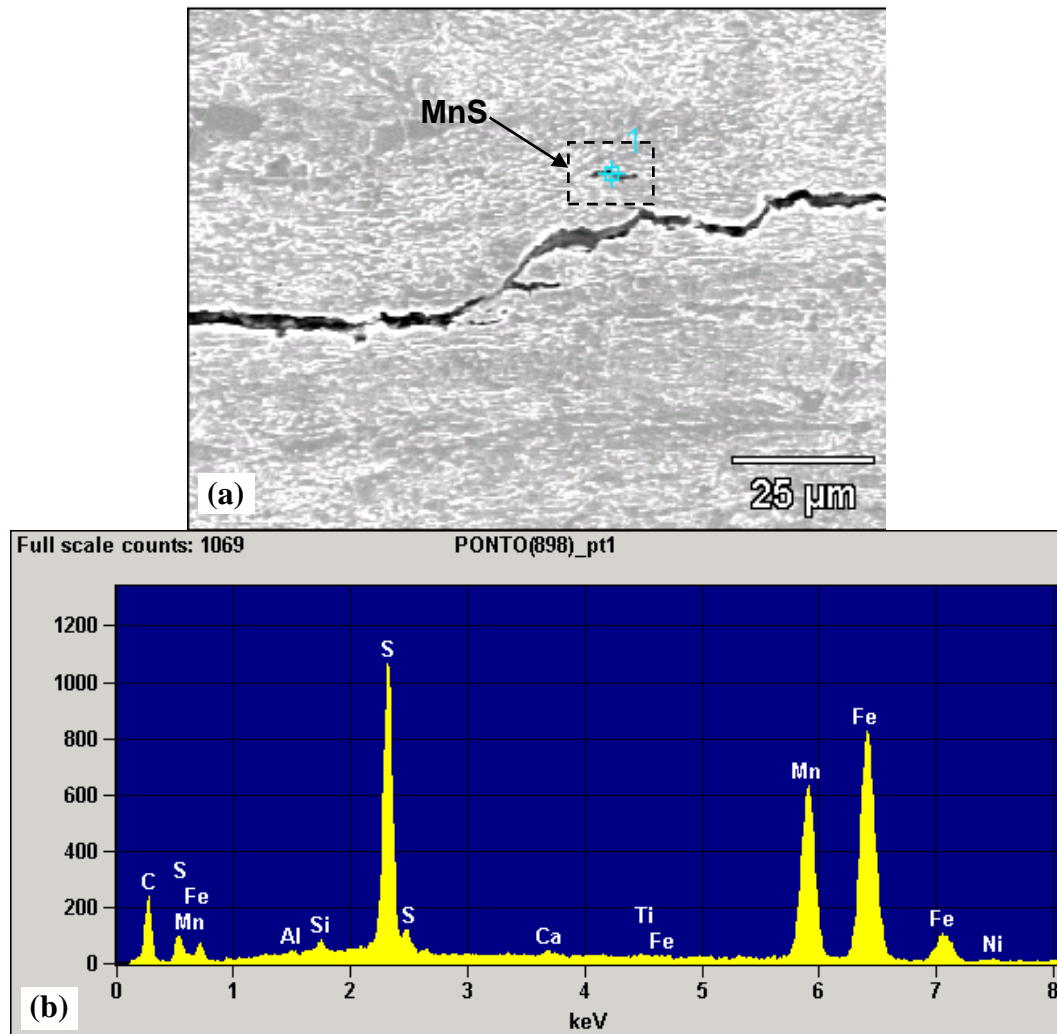 MnS
1
(a)
25 µm
Full scale counts: 1069 PONTO(898)_pt1
1200
1000
800
600
400
200
0
S
Fe
Mn
C
S
Fe
Mn
Al
Si
S
Ca
Ti
Fe
Fe
Ni
0 1 2 3 4 5 6 7 8
keV
(b)